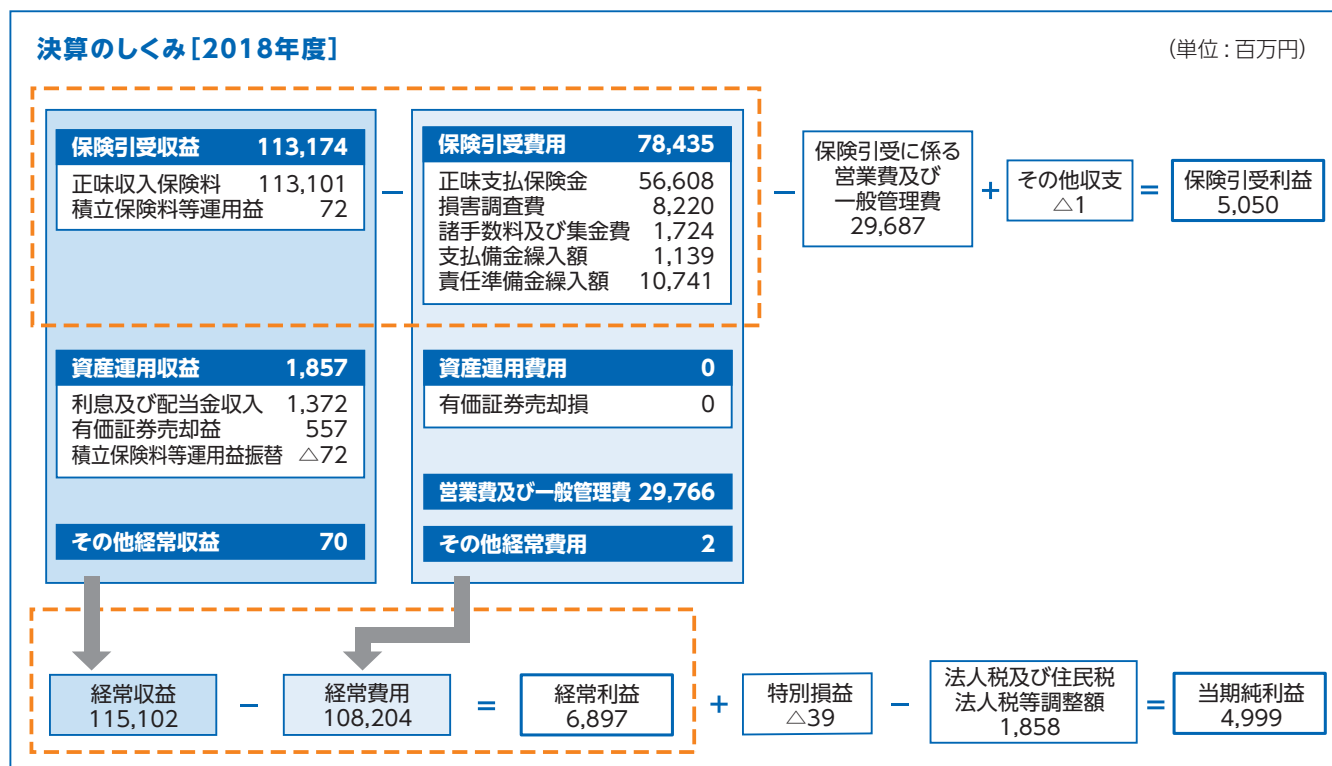 決算のしくみ[2018年度]
(単位:百万円)
保険引受収益 113,174
正味収入保険料 113,101
積立保険料等運用益 72
−
保険引受費用 78,435
正味支払保険金 56,608
損害調査費 8,220
諸手数料及び集金費 1,724
支払備金繰入額 1,139
責任準備金繰入額 10,741
−
保険引受に係る
営業費及び
一般管理費
29,687
+
その他収支
△1
=
保険引受利益
5,050
資産運用収益 1,857
利息及び配当金収入 1,372
有価証券売却益 557
積立保険料等運用益振替 △72
その他経常収益 70
資産運用費用 0
有価証券売却損 0
営業費及び一般管理費 29,766
その他経常費用 2
経常収益
115,102
−
経常費用
108,204
=
経常利益
6,897
+
特別損益
△39
−
法人税及び住民税
法人税等調整額
1,858
=
当期純利益
4,999